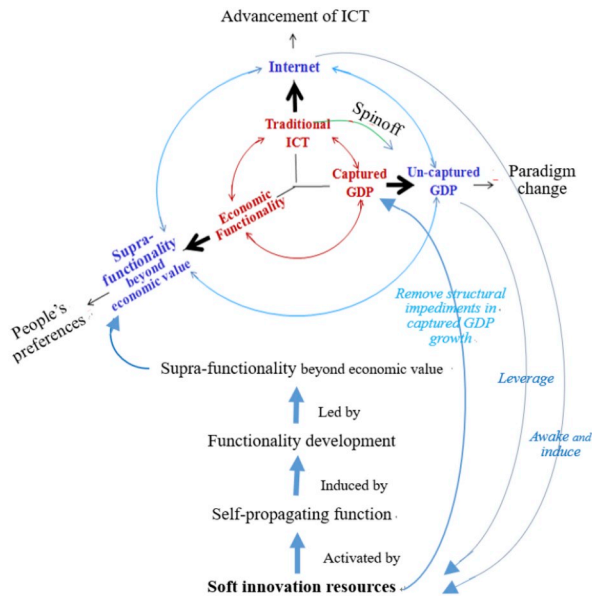 Advancement of ICT
Internet
Spinoff
Traditional
ICT
Captured
GDP
Un-captured
GDP
Paradigm
change
Economic
Functionality
Supra-
functionality
beyond
economic value
People's
preferences
Remove structural
impediments in
captured GDP
growth
Supra-functionality beyond economic value
Leverage
Led by
Functionality development
Awake and
induce
Induced by
Self-propagating function
Activated by
Soft innovation resources